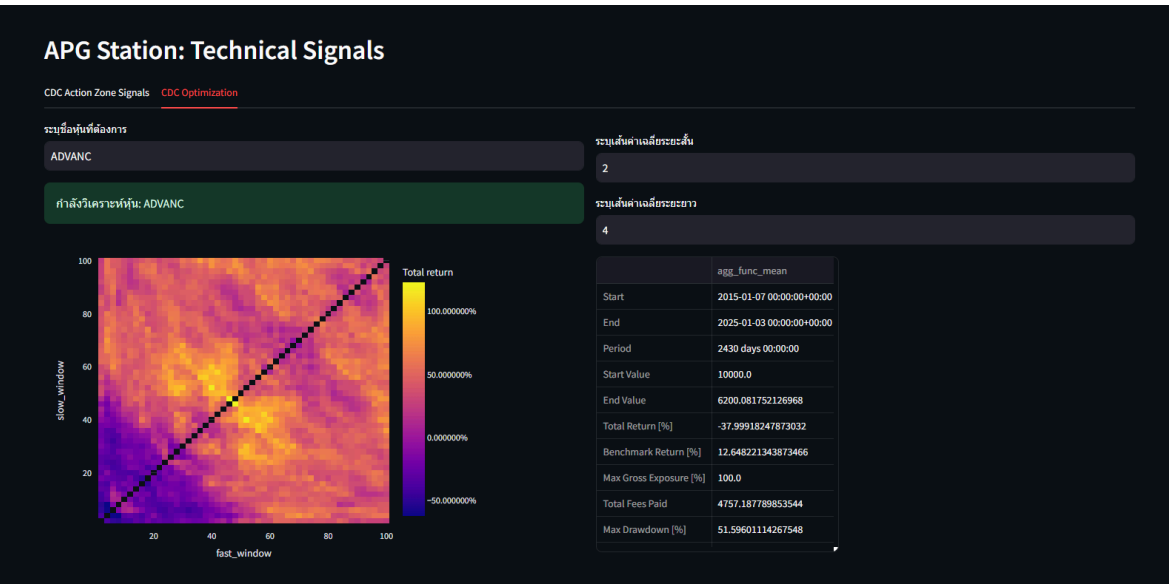 APG Station: Technical Signals
CDC Action Zone Signals CDC Optimization
ระบุชื่อหุ้นที่ต้องการ
ADVANC
กำลังวิเคราะห์หุ้น: ADVANC
ระบุเส้นค่าเฉลี่ยระยะสั้น
2
ระบุเส้นค่าเฉลี่ยระยะยาว
4
Total return
100.000000%
50.000000%
0.000000%
−50.000000%
100
80
60
40
20
slow_window
20 40 60 80 100
fast_window
agg_func_mean
Start 2015-01-07 00:00:00+00:00
End 2025-01-03 00:00:00+00:00
Period 2430 days 00:00:00
Start Value 10000.0
End Value 6200.081752126968
Total Return [%] -37.99918247873032
Benchmark Return [%] 12.648221343873466
Max Gross Exposure [%] 100.0
Total Fees Paid 4757.187789853544
Max Drawdown [%] 51.59601114267548